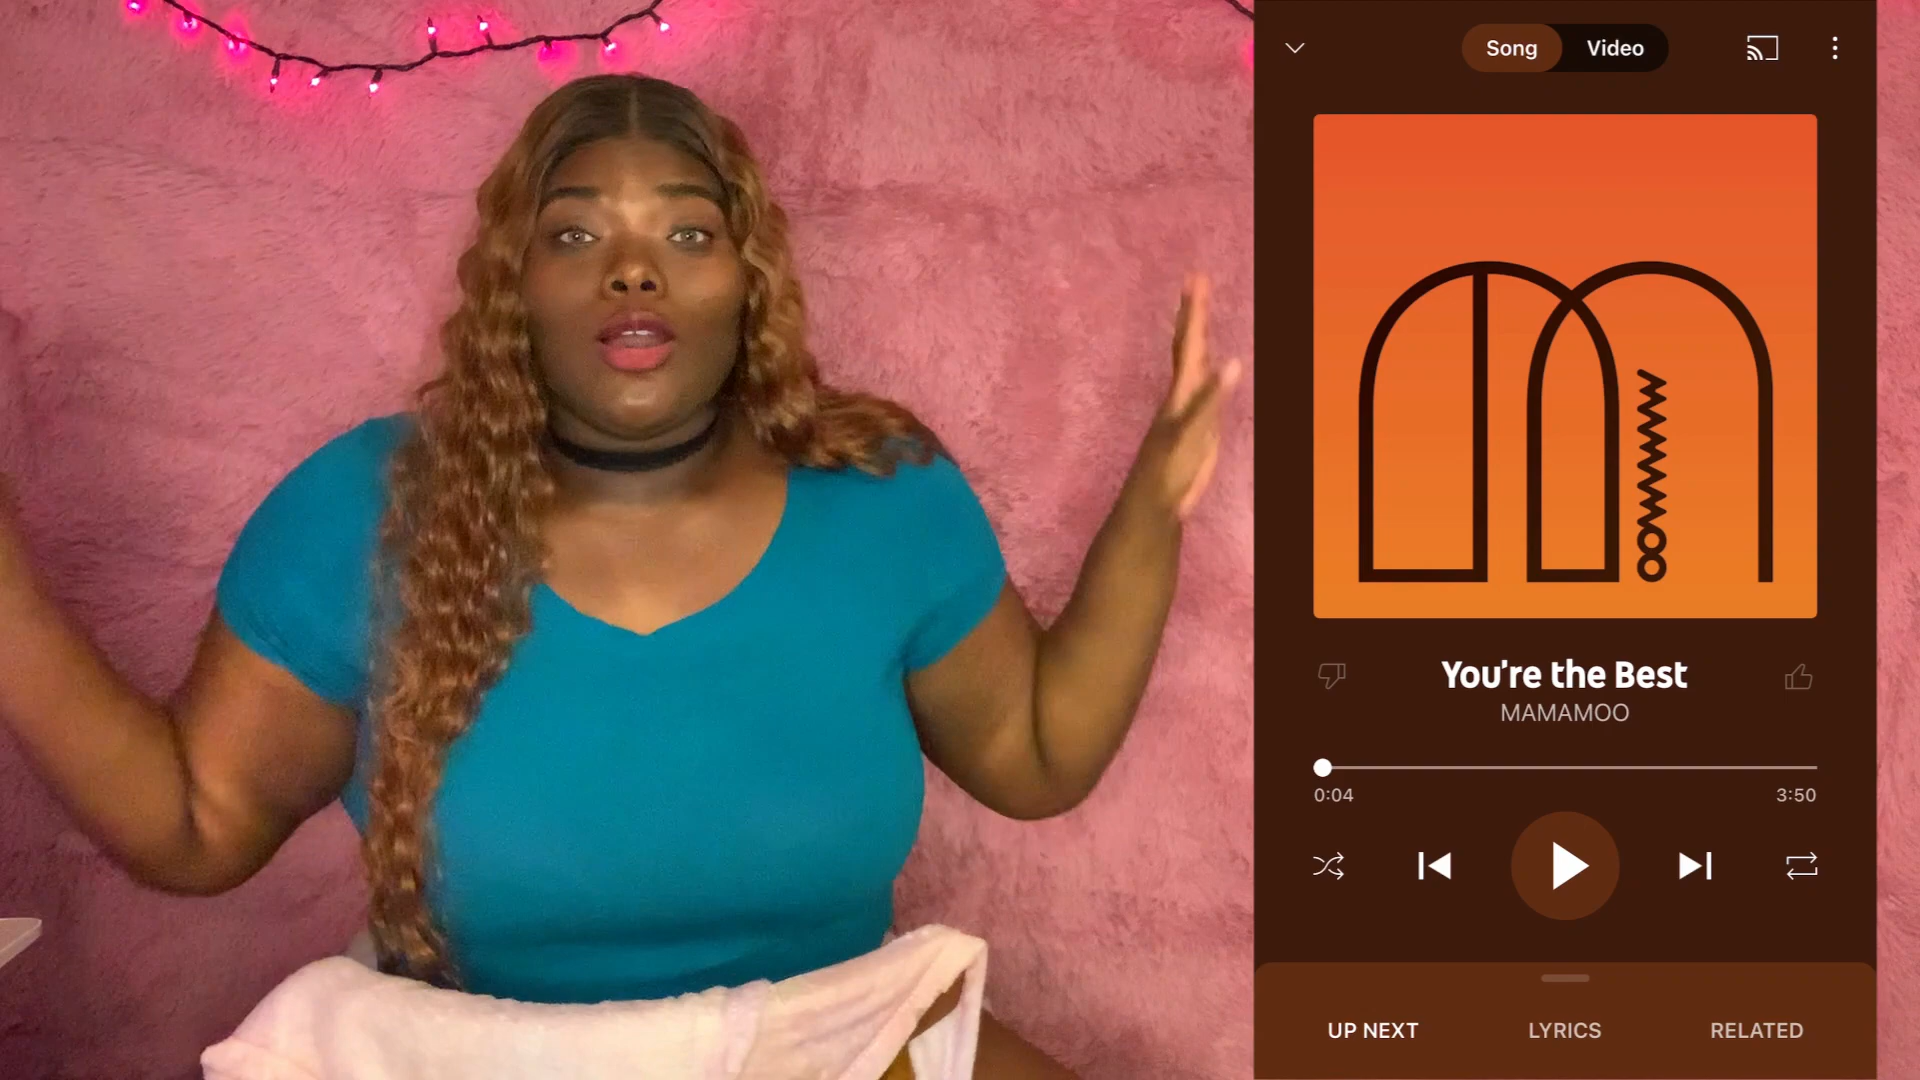 Song Video
You're the Best
MAMAMOO
0:04 3:50
UP NEXT LYRICS RELATED